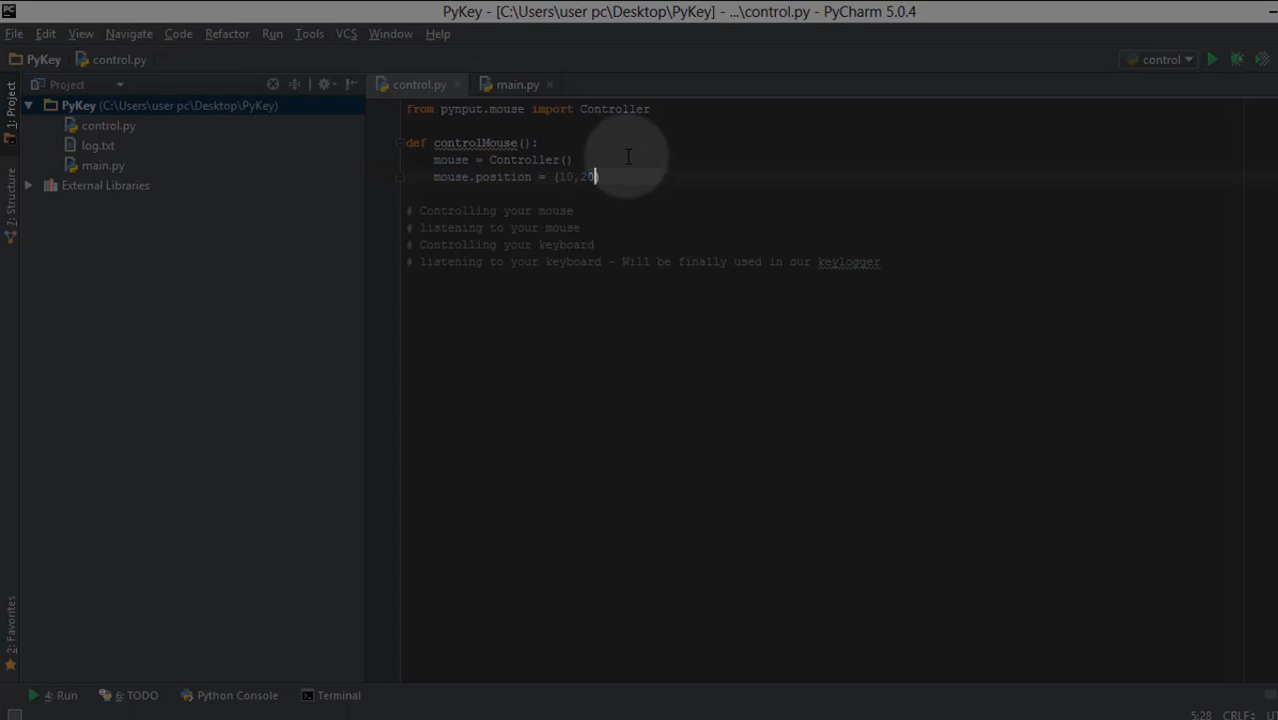 PyKey - [C:\Users\user pc\Desktop\PyKey] - ...\control.py - PyCharm 5.0.4
File Edit View Navigate Code Refactor Run Tools VCS Window Help
PyKey control.py control
1: Project
Project
control.py main.py
PyKey (C:\Users\user pc\Desktop\PyKey)
control.py
log.txt
main.py
External Libraries
7: Structure
from pynput.mouse import Controller
def controlMouse():
mouse = Controller()
mouse.position = (10,20)
# Controlling your mouse
# listening to your mouse
# Controlling your keyboard
# listening to your keyboard - Will be finally used in our keylogger
2: Favorites
4: Run 6: TODO Python Console Terminal
5:28 CRLF